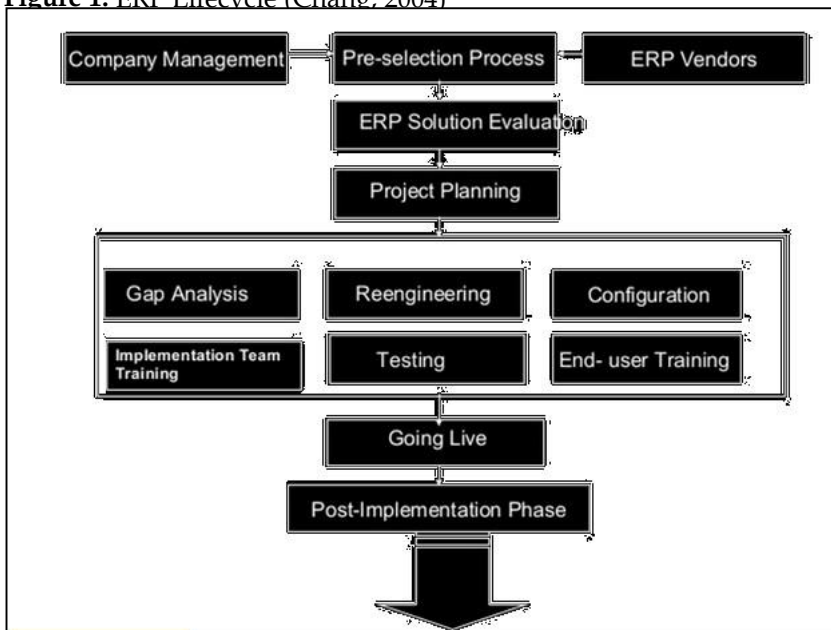 Figure 1. ERP Lifecycle (Chang, 2004)
Company Management
Pre-selection Process
ERP Vendors
ERP Solution Evaluation
Project Planning
Gap Analysis
Reengineering
Configuration
Implementation Team
Training
Testing
End- user Training
Going Live
Post-Implementation Phase